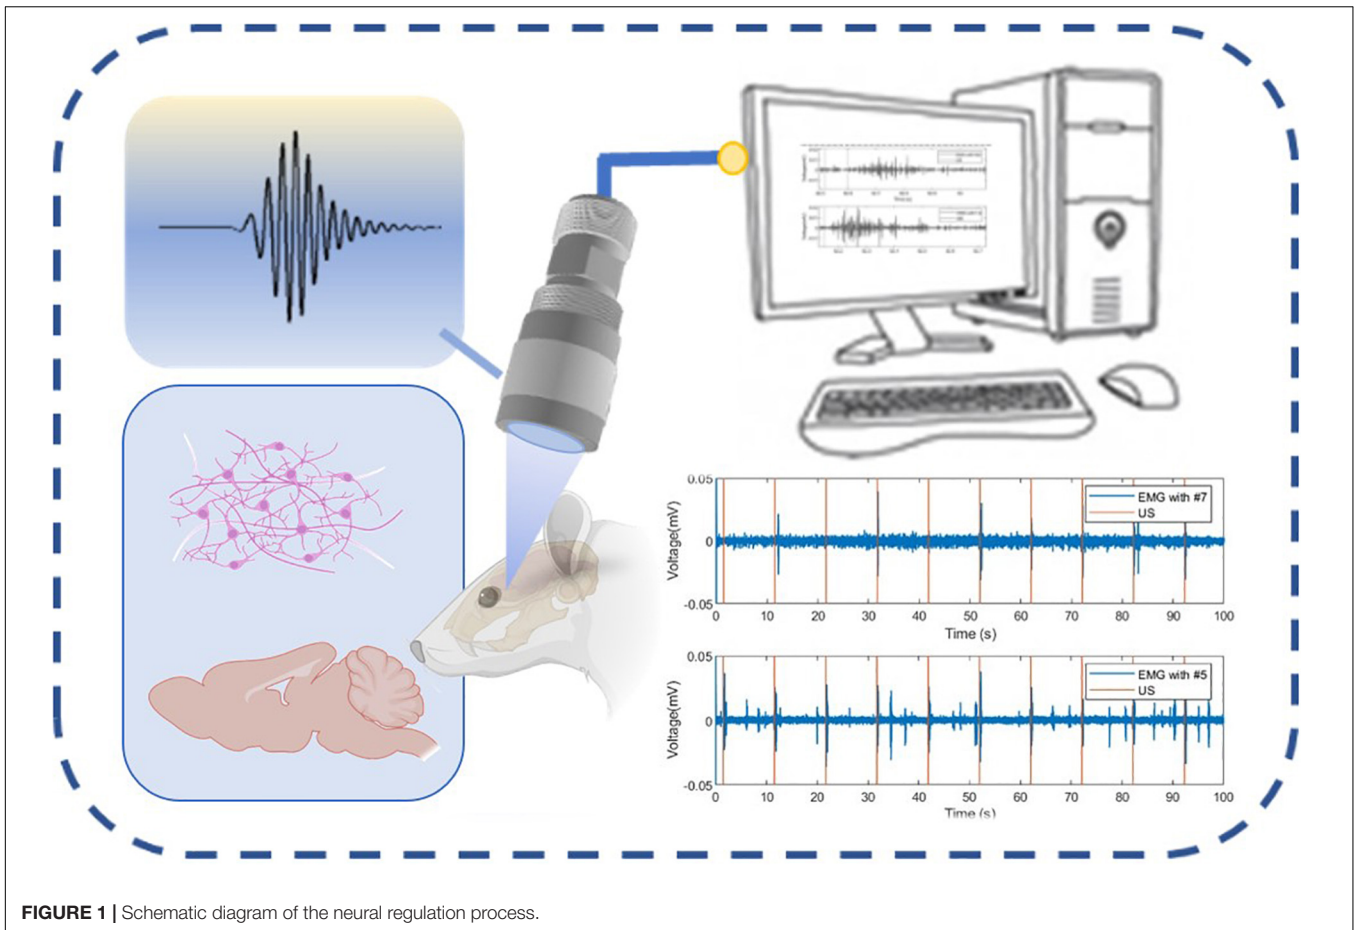 0.05
0
-0.05
Voltage(mV)
EMG with #7
US
0 10 20 30 40 50 60 70 80 90 100
Time (s)
0.05
0
-0.05
Voltage(mV)
EMG with #5
US
0 10 20 30 40 50 60 70 80 90 100
Time (s)
FIGURE 1 | Schematic diagram of the neural regulation process.